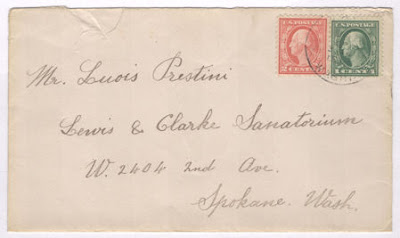 U.S. POSTAGE
2 CENTS 2
U.S. POSTAGE
1 CENT 1
Mr. Luois Prestini
Lewis & Clarke Sanatorium
W. 2404 2nd Ave.
Spokane. Wash.